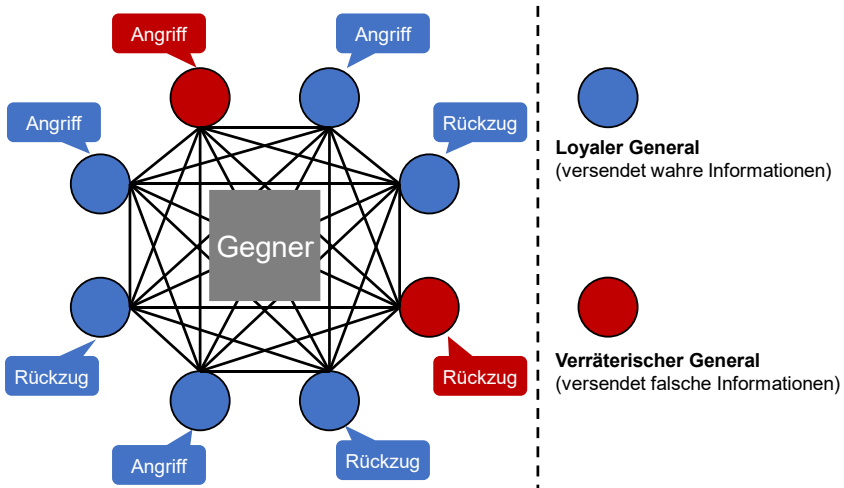 Angriff
Angriff
Angriff
Rückzug
Gegner
Rückzug
Rückzug
Angriff
Rückzug
Loyaler General
(versendet wahre Informationen)
Verräterischer General
(versendet falsche Informationen)